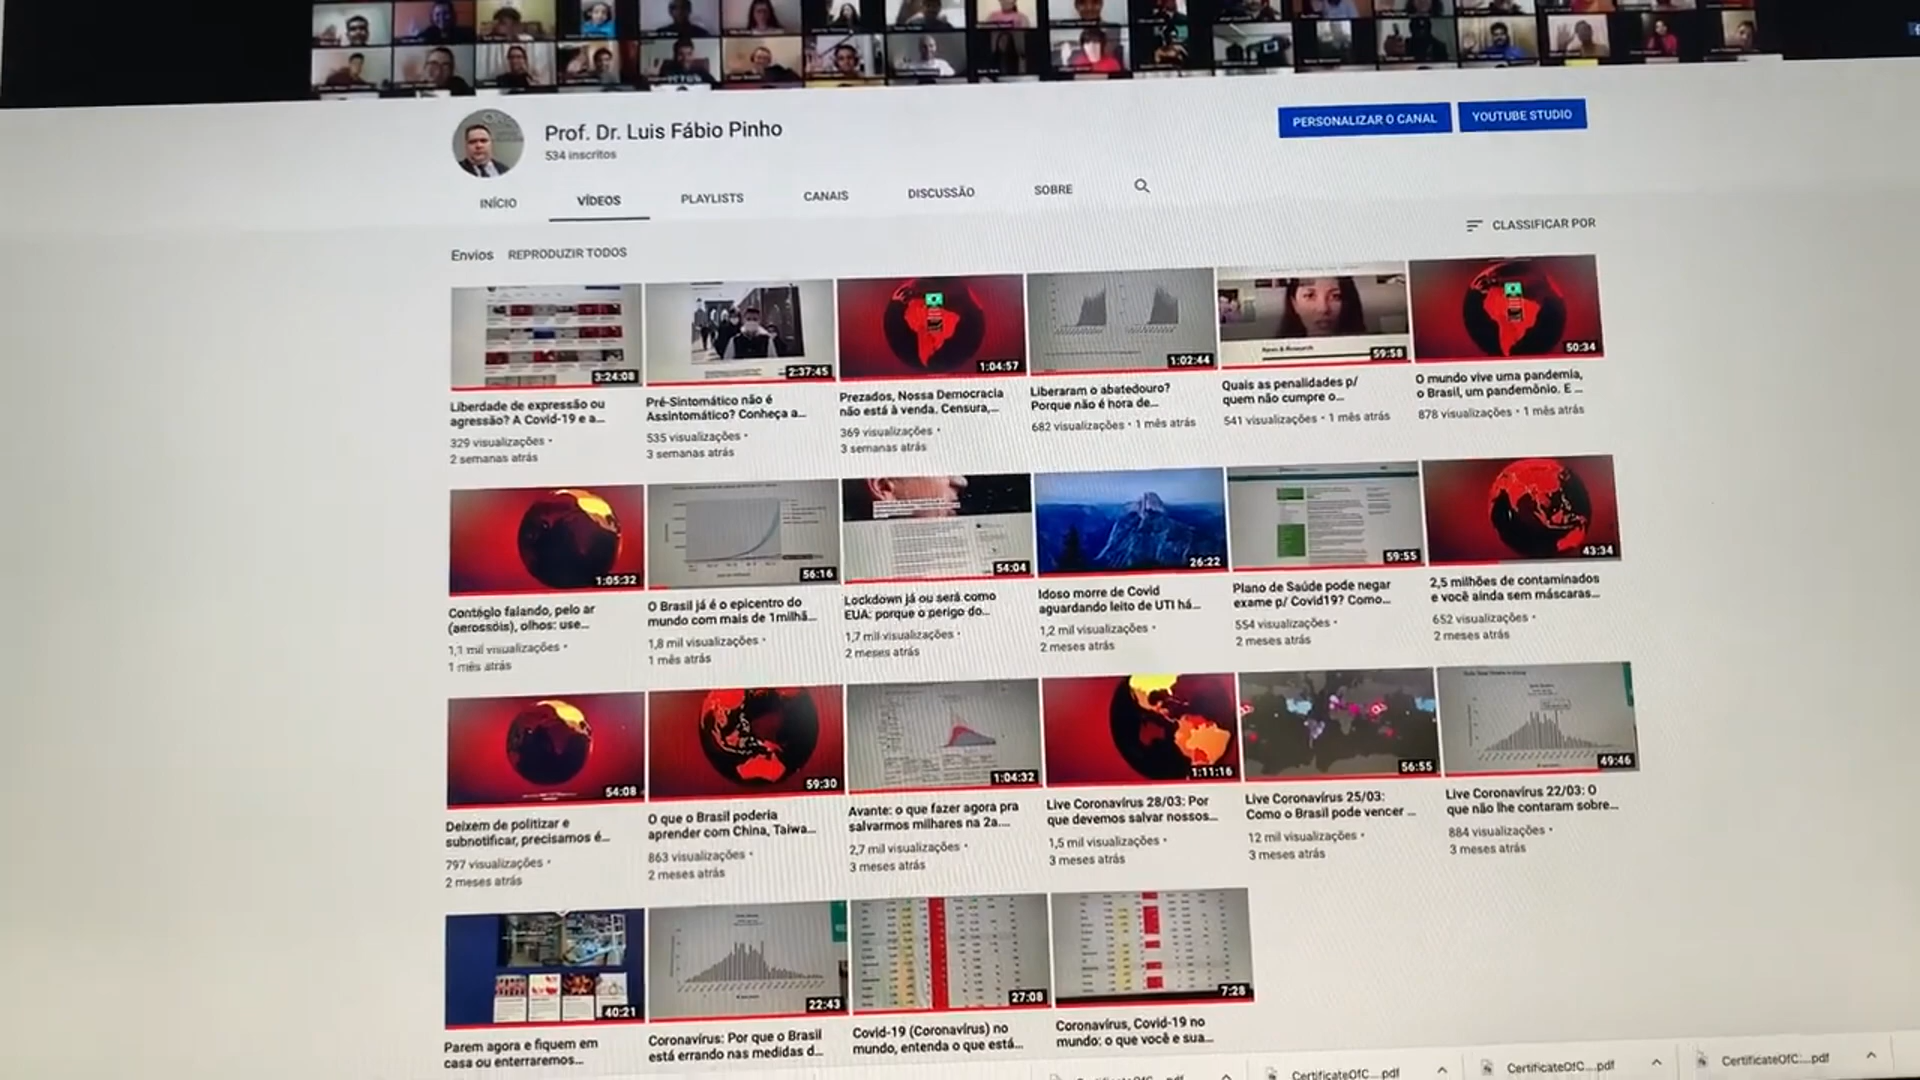 Prof. Dr. Luis Fábio Pinho
534 inscritos
PERSONALIZAR O CANAL
YOUTUBE STUDIO
INÍCIO
VÍDEOS
PLAYLISTS
CANAIS
DISCUSSÃO
SOBRE
CLASSIFICAR POR
Envios
REPRODUZIR TODOS
3:24:08
Liberdade de expressão ou
agressão? A Covid-19 e a...
329 visualizações •
2 semanas atrás
2:37:45
Pré-Sintomático não é
Assintomático? Conheça a...
535 visualizações •
3 semanas atrás
1:04:57
Prezados, Nossa Democracia
não está à venda. Censura,...
369 visualizações •
3 semanas atrás
1:02:44
Liberaram o abatedouro?
Porque não é hora de...
682 visualizações • 1 mês atrás
59:58
Quais as penalidades p/
quem não cumpre o...
541 visualizações • 1 mês atrás
50:34
O mundo vive uma pandemia,
o Brasil, um pandemônio. E ...
878 visualizações • 1 mês atrás
1:05:32
Contágio falando, pelo ar
(aerossóis), olhos: use...
1,1 mil visualizações •
1 mês atrás
56:16
O Brasil já é o epicentro do
mundo com mais de 1milhã...
1,8 mil visualizações •
1 mês atrás
54:04
Lockdown já ou será como
EUA: porque o perigo do...
1,7 mil visualizações •
2 meses atrás
26:22
Idoso morre de Covid
aguardando leito de UTI há...
1,2 mil visualizações •
2 meses atrás
59:55
Plano de Saúde pode negar
exame p/ Covid19? Como...
554 visualizações •
2 meses atrás
43:34
2,5 milhões de contaminados
e você ainda sem máscaras...
652 visualizações •
2 meses atrás
54:08
Deixem de politizar e
subnotificar, precisamos é...
797 visualizações •
2 meses atrás
59:30
O que o Brasil poderia
aprender com China, Taiwa...
863 visualizações •
2 meses atrás
1:04:32
Avante: o que fazer agora pra
salvarmos milhares na 2a....
2,7 mil visualizações •
3 meses atrás
1:11:16
Live Coronavírus 28/03: Por
que devemos salvar nossos...
1,5 mil visualizações •
3 meses atrás
56:55
Live Coronavirus 25/03:
Como o Brasil pode vencer ...
12 mil visualizações •
3 meses atrás
49:46
Live Coronavírus 22/03: O
que não lhe contaram sobre...
884 visualizações •
3 meses atrás
40:21
Parem agora e fiquem em
casa ou enterraremos...
22:43
Coronavírus: Por que o Brasil
está errando nas medidas d...
27:08
Covid-19 (Coronavírus) no
mundo, entenda o que está...
7:28
Coronavírus, Covid-19 no
mundo: o que você e sua...
CertificateOfC....pdf
CertificateOfC....pdf
CertificateOfC....pdf